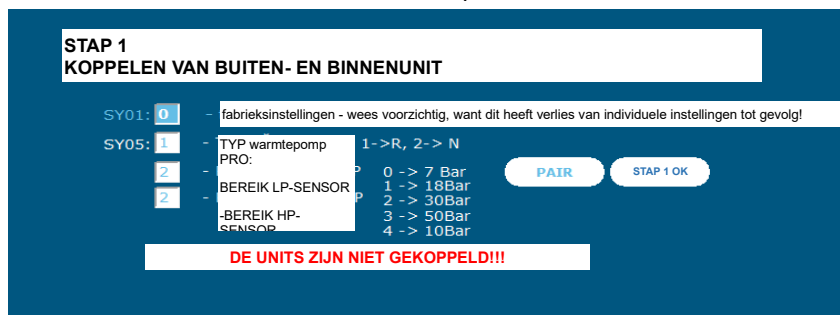 STAP 1
KOPPELEN VAN BUITEN- EN BINNENUNIT
SY01: 0 - fabrieksinstellingen - wees voorzichtig, want dit heeft verlies van individuele instellingen tot gevolg!
SY05: 1 - TYP warmtepomp 1->R, 2-> N
PRO:
2 - BEREIK LP-SENSOR P 0 -> 7 Bar
1 -> 18Bar
2 - -BEREIK HP-SENSOR P 2 -> 30Bar
3 -> 50Bar
4 -> 10Bar
PAIR
STAP 1 OK
DE UNITS ZIJN NIET GEKOPPELD!!!